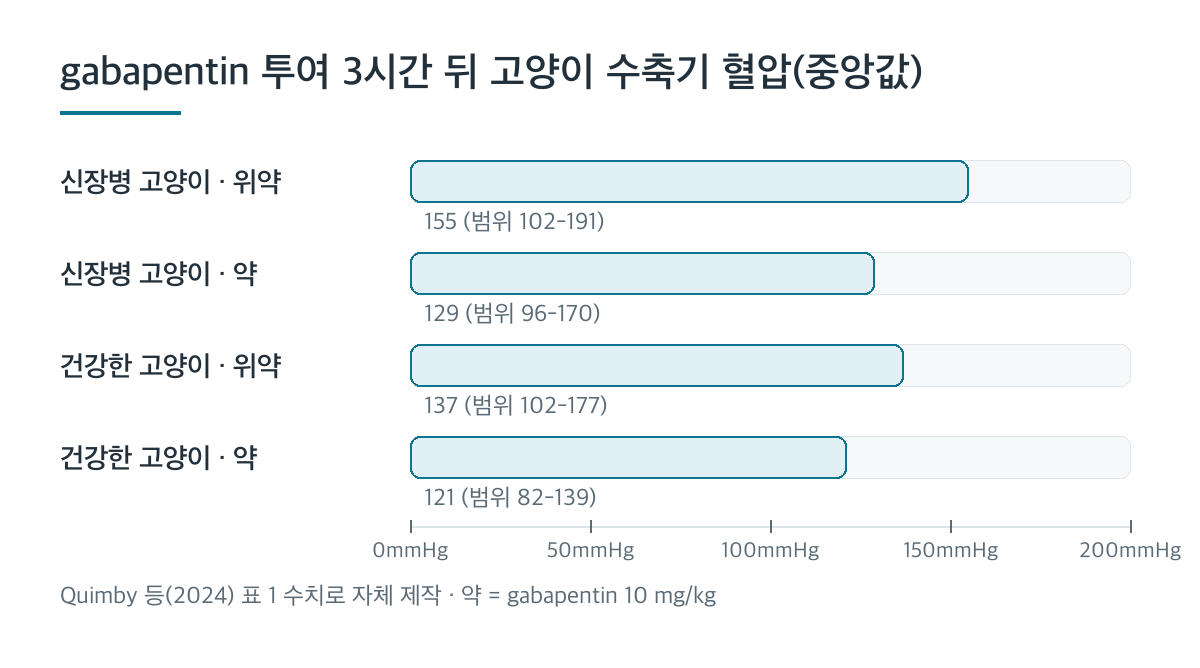 gabapentin 투여 3시간 뒤 고양이 수축기 혈압(중앙값)
신장병 고양이 · 위약
155 (범위 102–191)
신장병 고양이 · 약
129 (범위 96–170)
건강한 고양이 · 위약
137 (범위 102–177)
건강한 고양이 · 약
121 (범위 82–139)
0mmHg 50mmHg 100mmHg 150mmHg 200mmHg
Quimby 등(2024) 표 1 수치로 자체 제작 · 약 = gabapentin 10 mg/kg